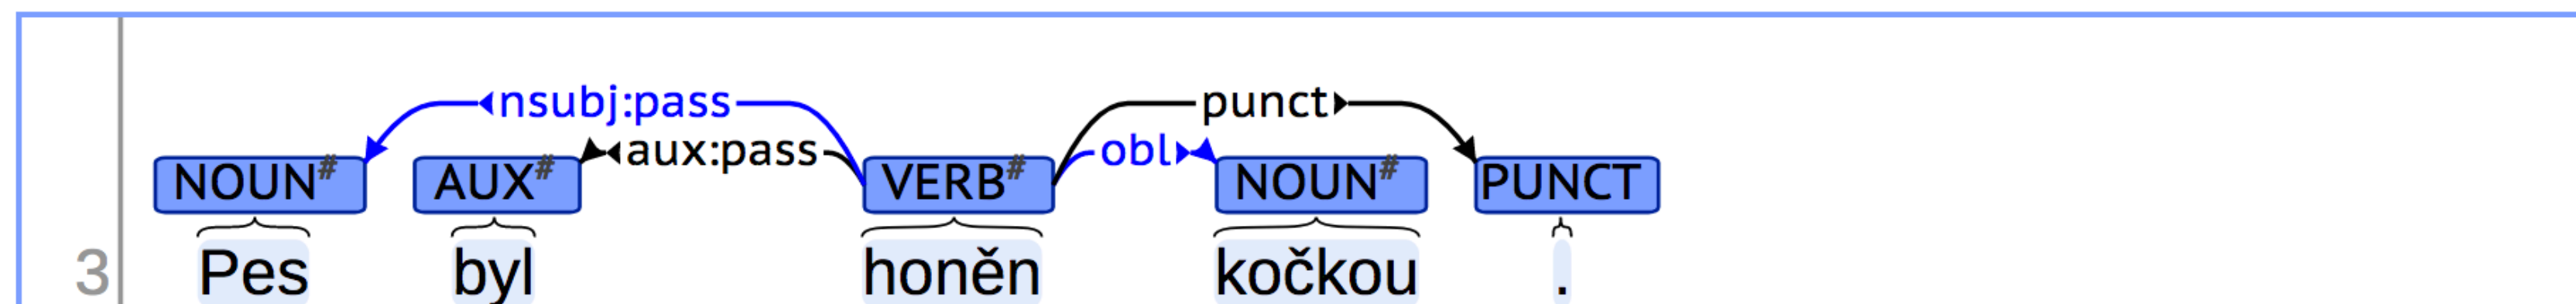 nsubj:pass punct
aux:pass obl
NOUN# AUX# VERB# NOUN# PUNCT
3 Pes byl honěn kočkou .